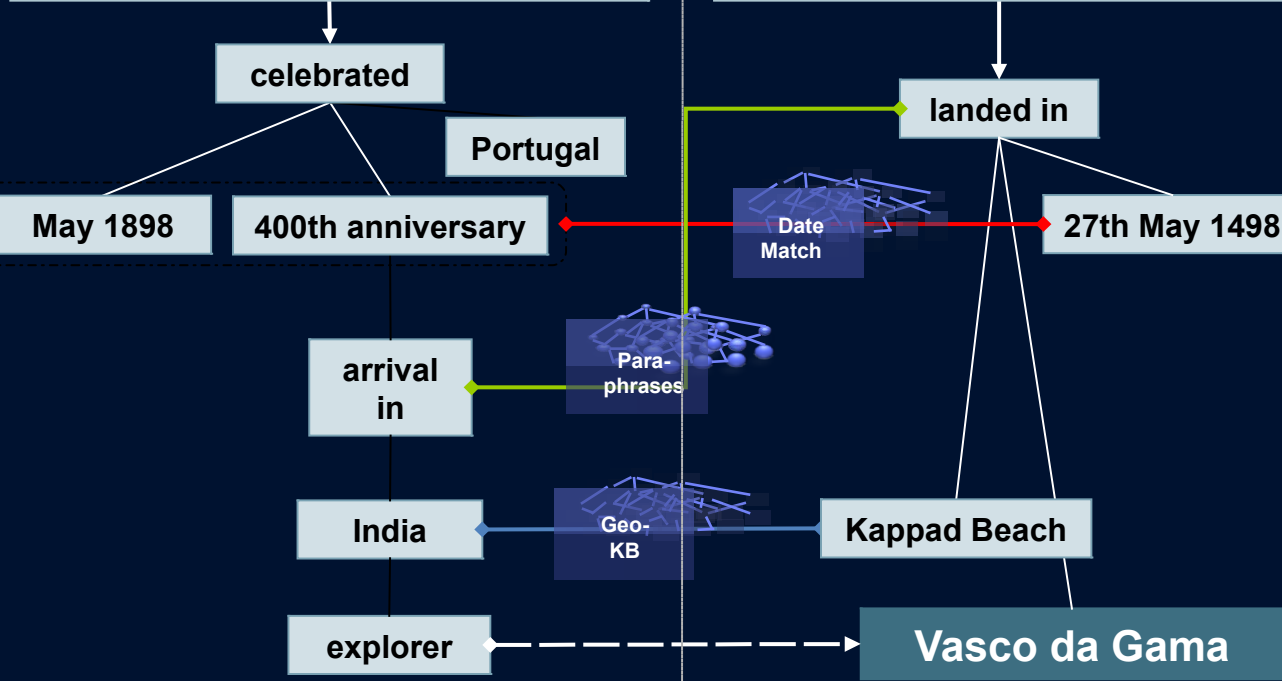 celebrated
landed in
Portugal
May 1898
400th anniversary
Date
Match
27th May 1498
arrival
in
Para-
phrases
India
Geo-
KB
Kappad Beach
explorer
Vasco da Gama